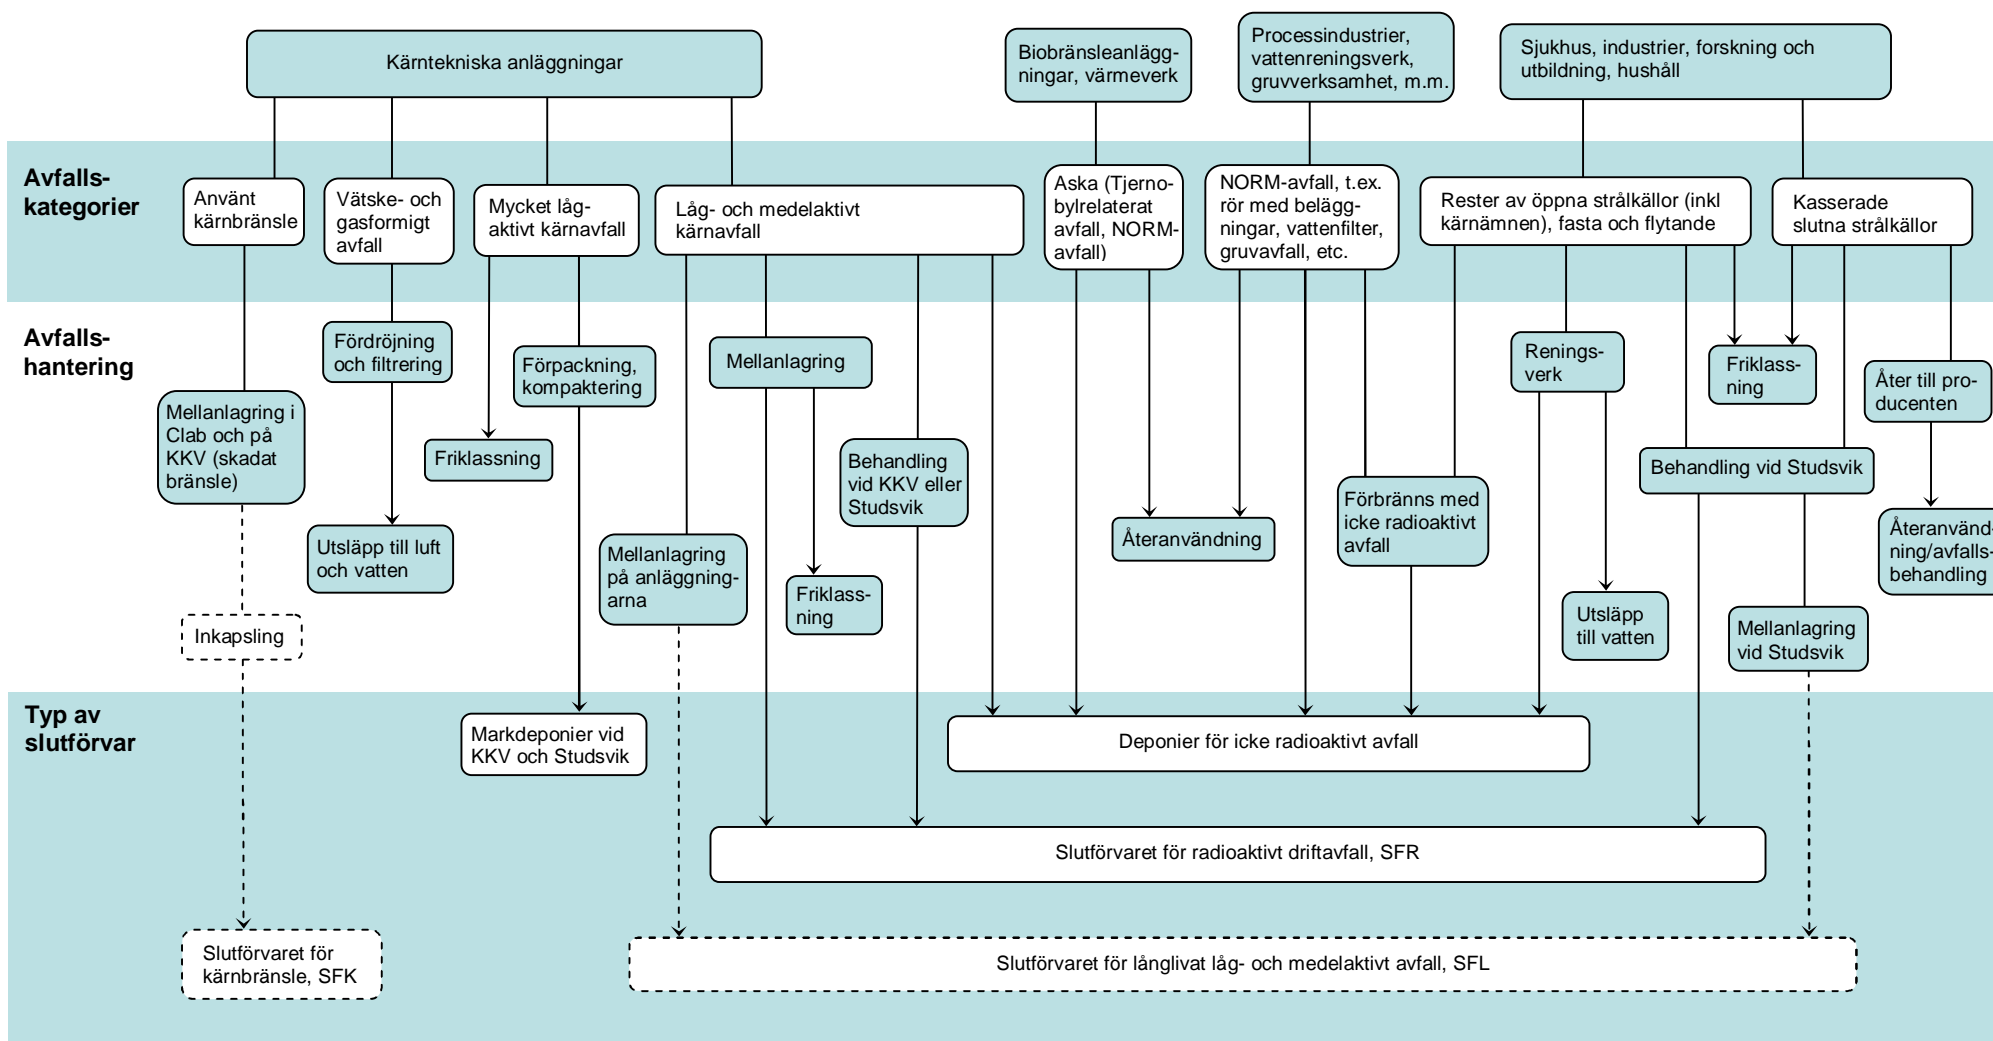 Kärntekniska anläggningar
Biobränsleanlägg-
ningar, värmeverk
Processindustrier,
vattenreningsverk,
gruvverksamhet, m.m.
Sjukhus, industrier, forskning och
utbildning, hushåll
Avfalls-
kategorier
Använt
kärnbränsle
Vätske- och
gasformigt
avfall
Mycket låg-
aktivt kärnavfall
Låg- och medelaktivt
kärnavfall
Aska (Tjerno-
bylrelaterat
avfall, NORM-
avfall)
NORM-avfall, t.ex.
rör med belägg-
ningar, vattenfilter,
gruvavfall, etc.
Rester av öppna strålkällor (inkl
kärnämnen), fasta och flytande
Kasserade
slutna strålkällor
Avfalls-
hantering
Mellanlagring i
Clab och på
KKV (skadat
bränsle)
Fördröjning
och filtrering
Förpackning,
kompaktering
Mellanlagring
Renings-
verk
Friklass-
ning
Åter till pro-
ducenten
Friklassning
Behandling
vid KKV eller
Studsvik
Behandling vid Studsvik
Utsläpp till luft
och vatten
Mellanlagring
på anläggning-
arna
Friklass-
ning
Återanvändning
Förbränns med
icke radioaktivt
avfall
Återanvänd-
ning/avfalls-
behandling
Inkapsling
Utsläpp
till vatten
Mellanlagring
vid Studsvik
Typ av
slutförvar
Markdeponier vid
KKV och Studsvik
Deponier för icke radioaktivt avfall
Slutförvaret för radioaktivt driftavfall, SFR
Slutförvaret för
kärnbränsle, SFK
Slutförvaret för långlivat låg- och medelaktivt avfall, SFL